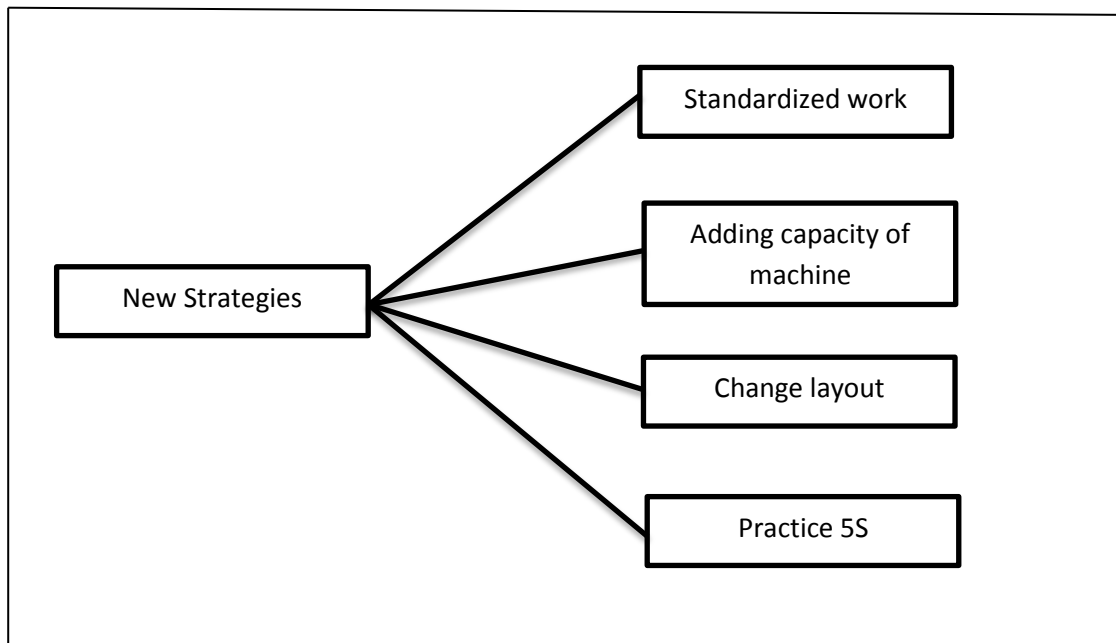 Standardized work
Adding capacity of
machine
New Strategies
Change layout
Practice 5S